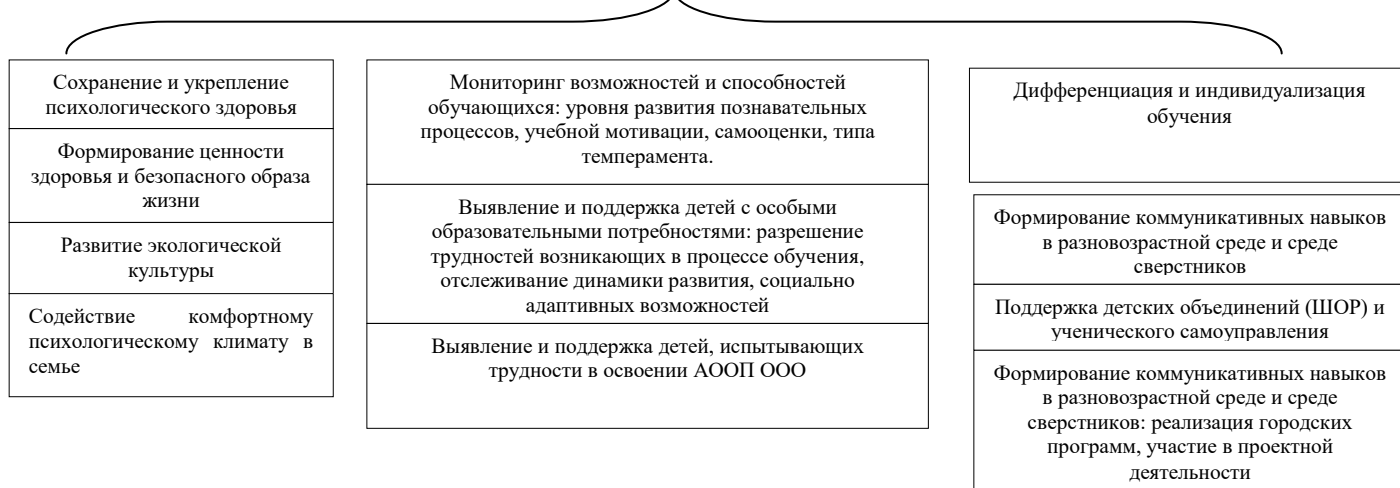 Сохранение и укрепление
психологического здоровья
Формирование ценности
здоровья и безопасного образа
жизни
Развитие экологической
культуры
Содействие комфортному
психологическому климату в
семье
Мониторинг возможностей и способностей
обучающихся: уровня развития познавательных
процессов, учебной мотивации, самооценки, типа
темперамента.
Выявление и поддержка детей с особыми
образовательными потребностями: разрешение
трудностей возникающих в процессе обучения,
отслеживание динамики развития, социально
адаптивных возможностей
Выявление и поддержка детей, испытывающих
трудности в освоении АООП ООО
Дифференциация и индивидуализация
обучения
Формирование коммуникативных навыков
в разновозрастной среде и среде
сверстников
Поддержка детских объединений (ШОР) и
ученического самоуправления
Формирование коммуникативных навыков
в разновозрастной среде и среде
сверстников: реализация городских
программ, участие в проектной
деятельности